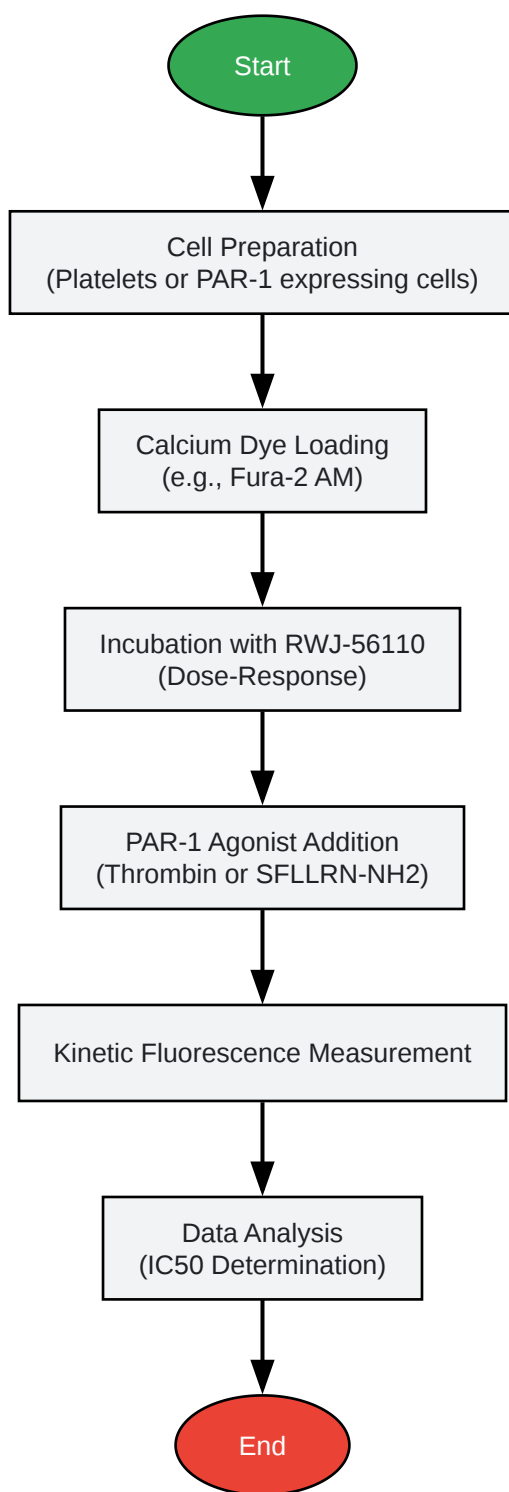 Start
Cell Preparation
(Platelets or PAR-1 expressing cells)
Calcium Dye Loading
(e.g., Fura-2 AM)
Incubation with RWJ-56110
(Dose-Response)
PAR-1 Agonist Addition
(Thrombin or SFLLRN-NH2)
Kinetic Fluorescence Measurement
Data Analysis
(IC50 Determination)
End